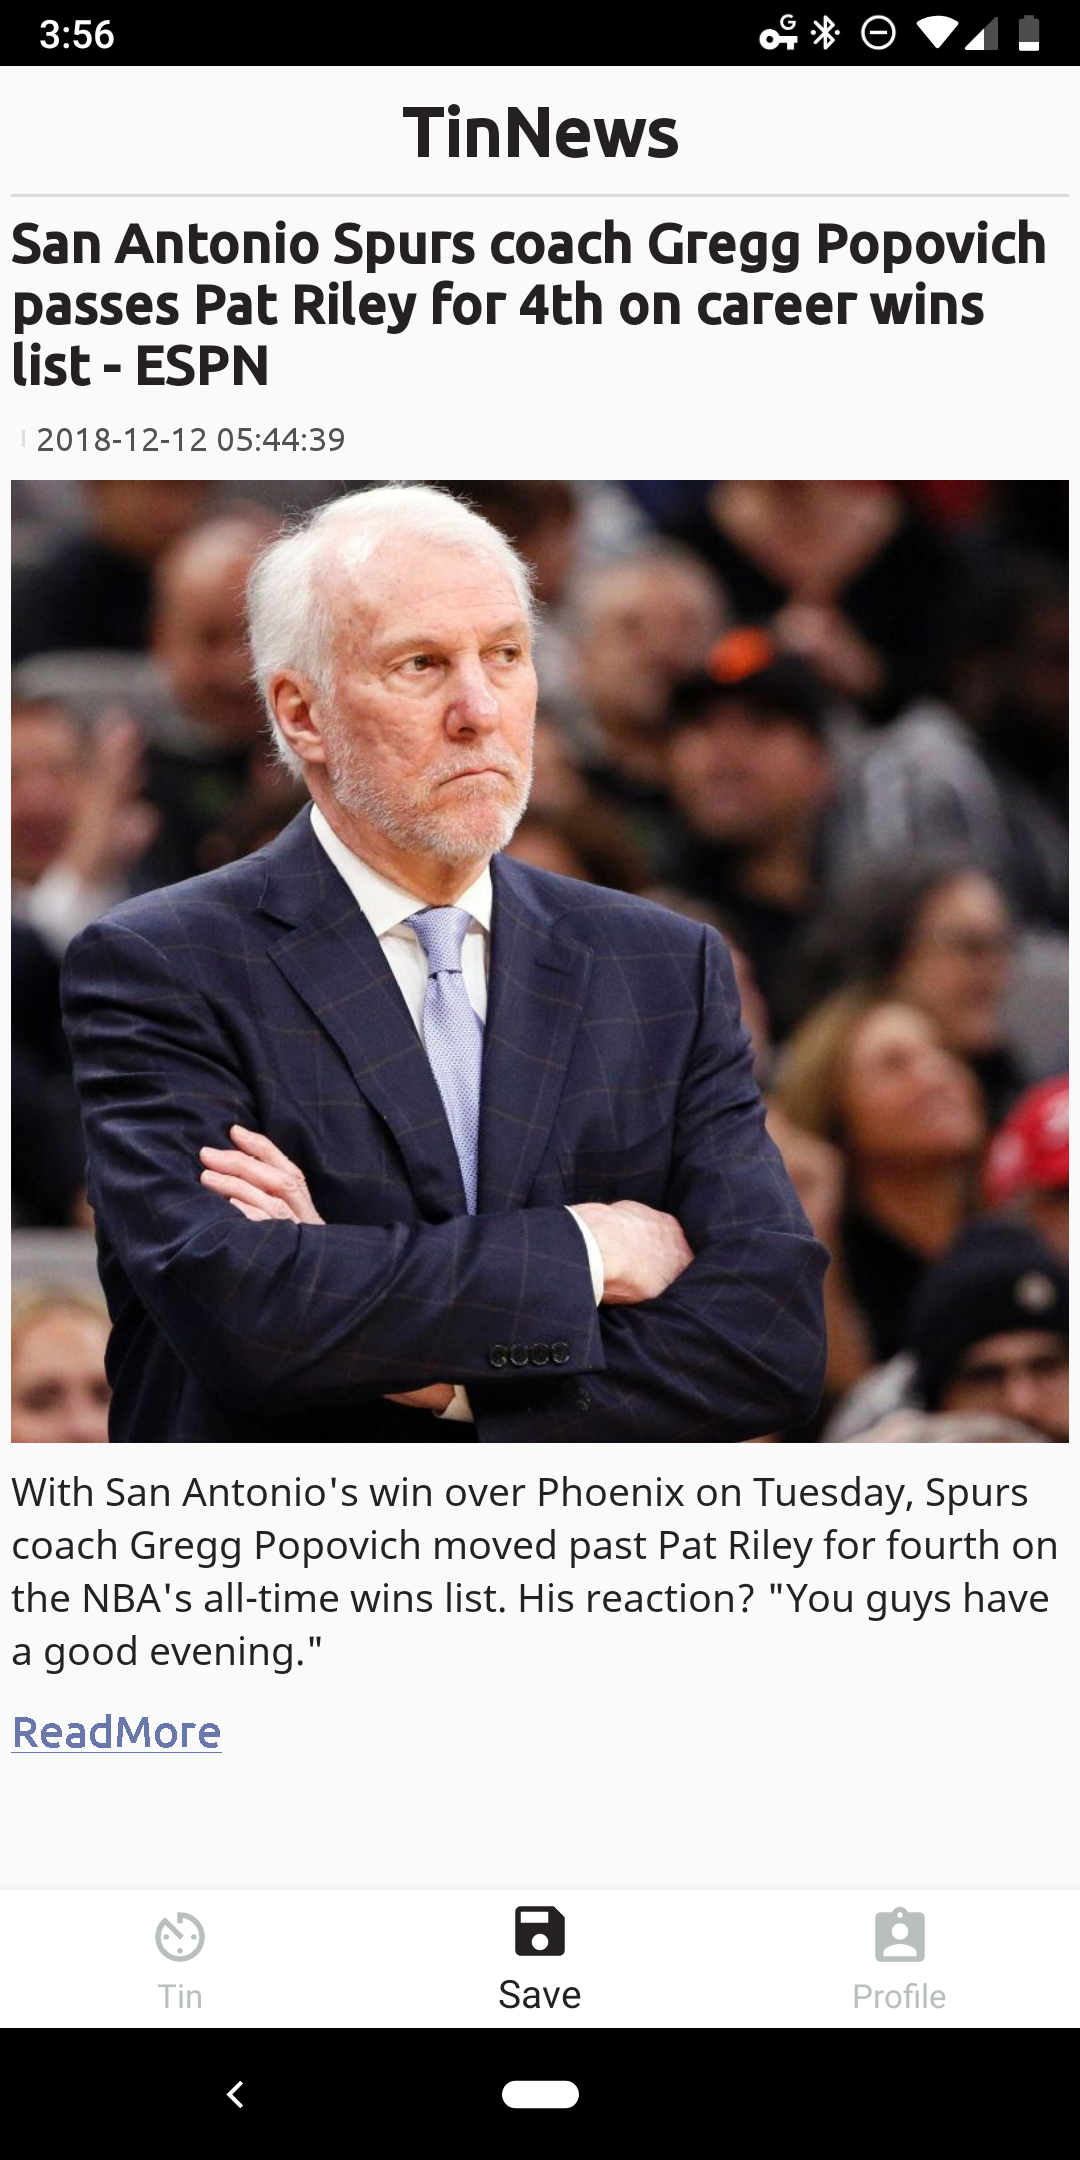 3:56
G
TinNews
San Antonio Spurs coach Gregg Popovich
passes Pat Riley for 4th on career wins
list - ESPN
2018-12-12 05:44:39
With San Antonio's win over Phoenix on Tuesday, Spurs
coach Gregg Popovich moved past Pat Riley for fourth on
the NBA's all-time wins list. His reaction? "You guys have
a good evening."
ReadMore
Tin
Save
Profile